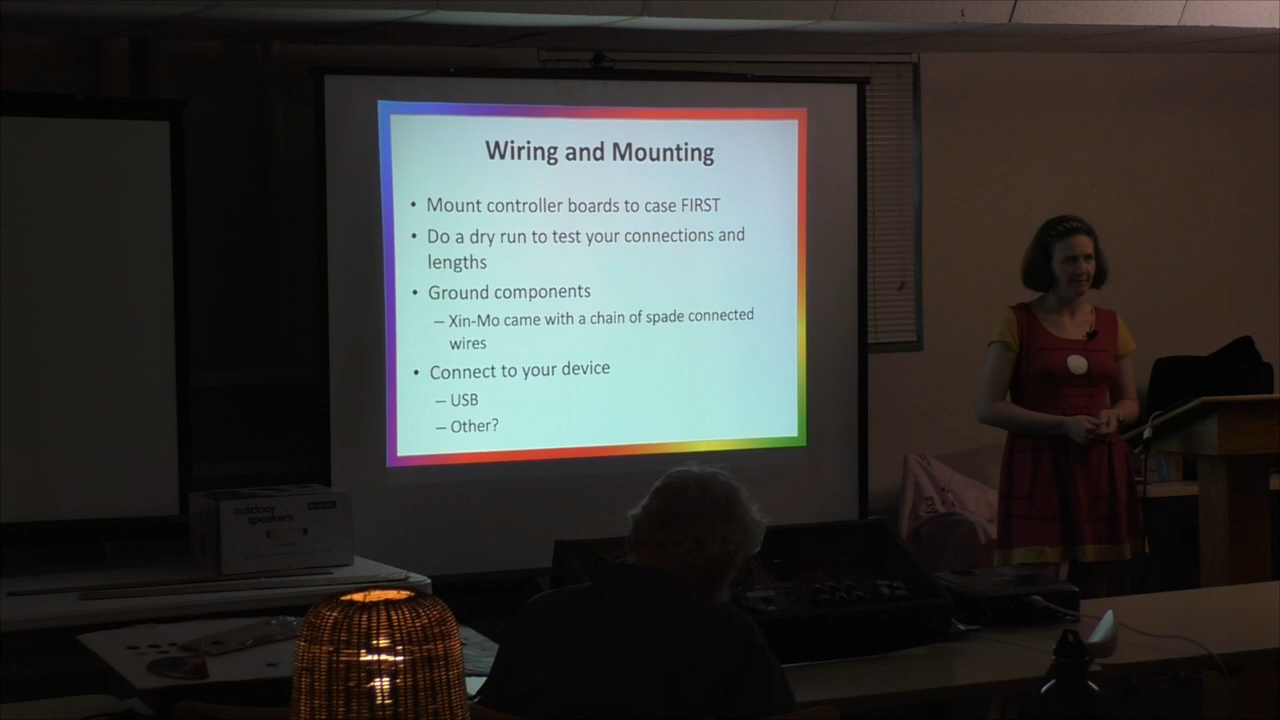 Wiring and Mounting
• Mount controller boards to case FIRST
• Do a dry run to test your connections and
lengths
• Ground components
– Xin-Mo came with a chain of spade connected
wires
• Connect to your device
– USB
– Other?
outdoor
speakers